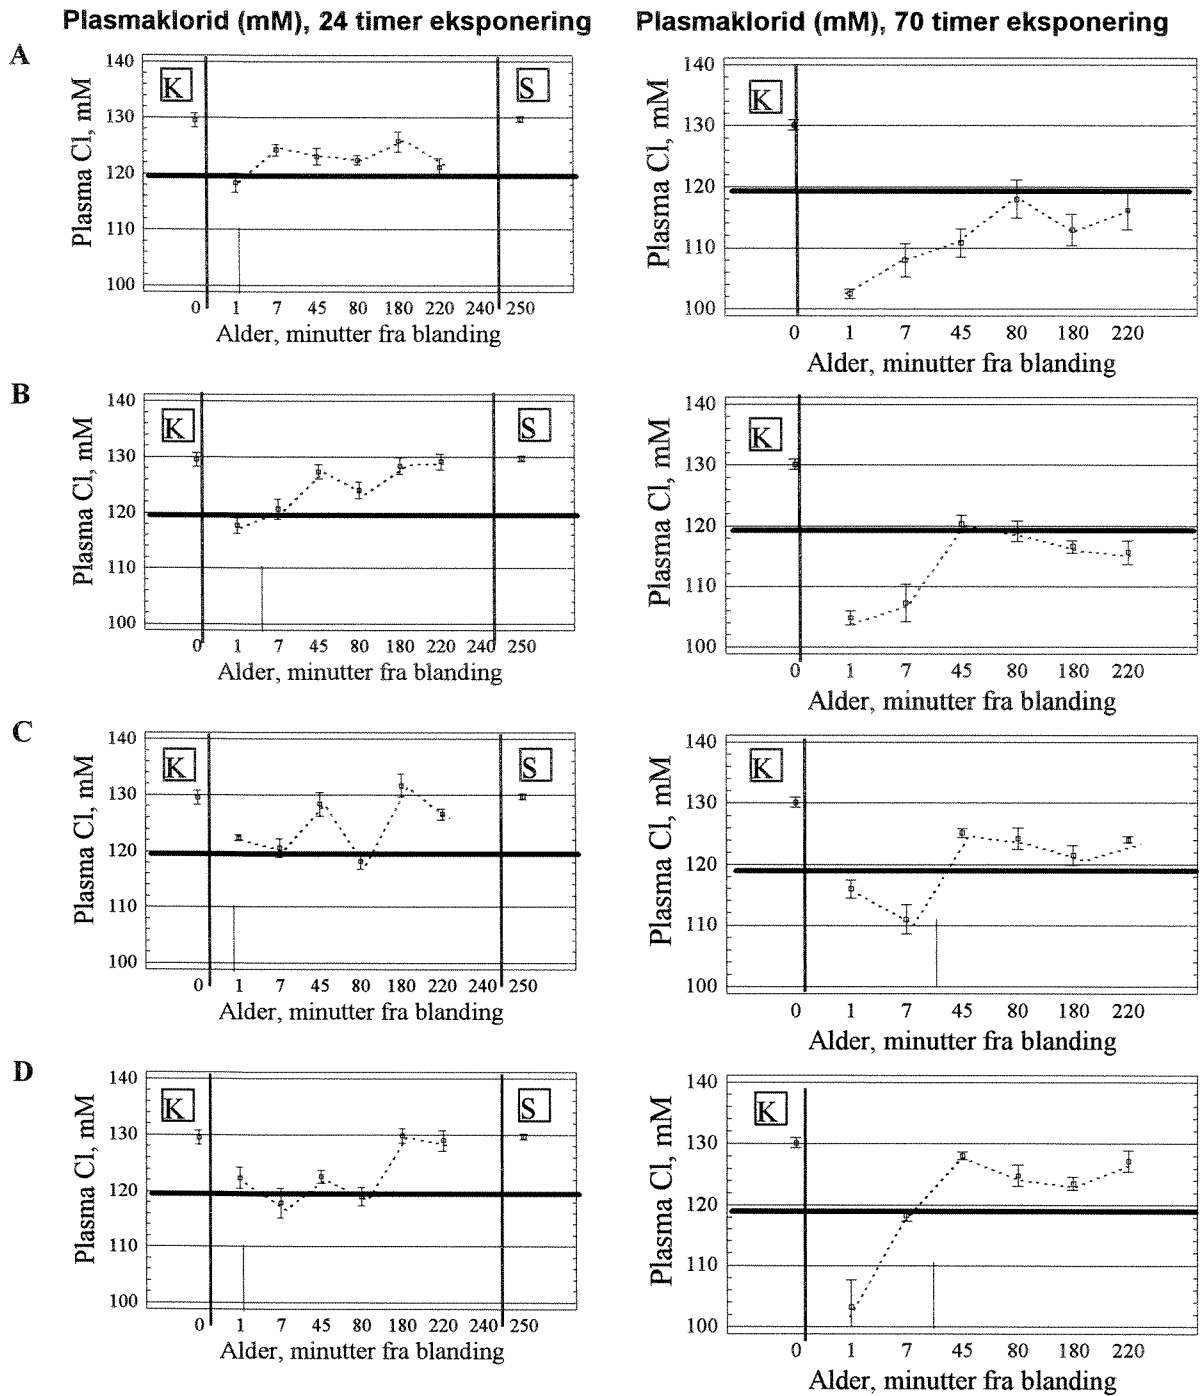 Plasmaklorid (mM), 24 timer eksponering
Plasmaklorid (mM), 70 timer eksponering
A
Plasma Cl, mM
140
130
120
110
100
K
S
0 1 7 45 80 180 220 240 250
Alder, minutter fra blanding
Plasma Cl, mM
140
130
120
110
100
K
0 1 7 45 80 180 220
Alder, minutter fra blanding
B
Plasma Cl, mM
140
130
120
110
100
K
S
0 1 7 45 80 180 220 240 250
Alder, minutter fra blanding
Plasma Cl, mM
140
130
120
110
100
K
0 1 7 45 80 180 220
Alder, minutter fra blanding
C
Plasma Cl, mM
140
130
120
110
100
K
S
0 1 7 45 80 180 220 240 250
Alder, minutter fra blanding
Plasma Cl, mM
140
130
120
110
100
K
0 1 7 45 80 180 220
Alder, minutter fra blanding
D
Plasma Cl, mM
140
130
120
110
100
K
S
0 1 7 45 80 180 220 250
Alder, minutter fra blanding
Plasma Cl, mM
140
130
120
110
100
K
0 1 7 45 80 180 220
Alder, minutter fra blanding